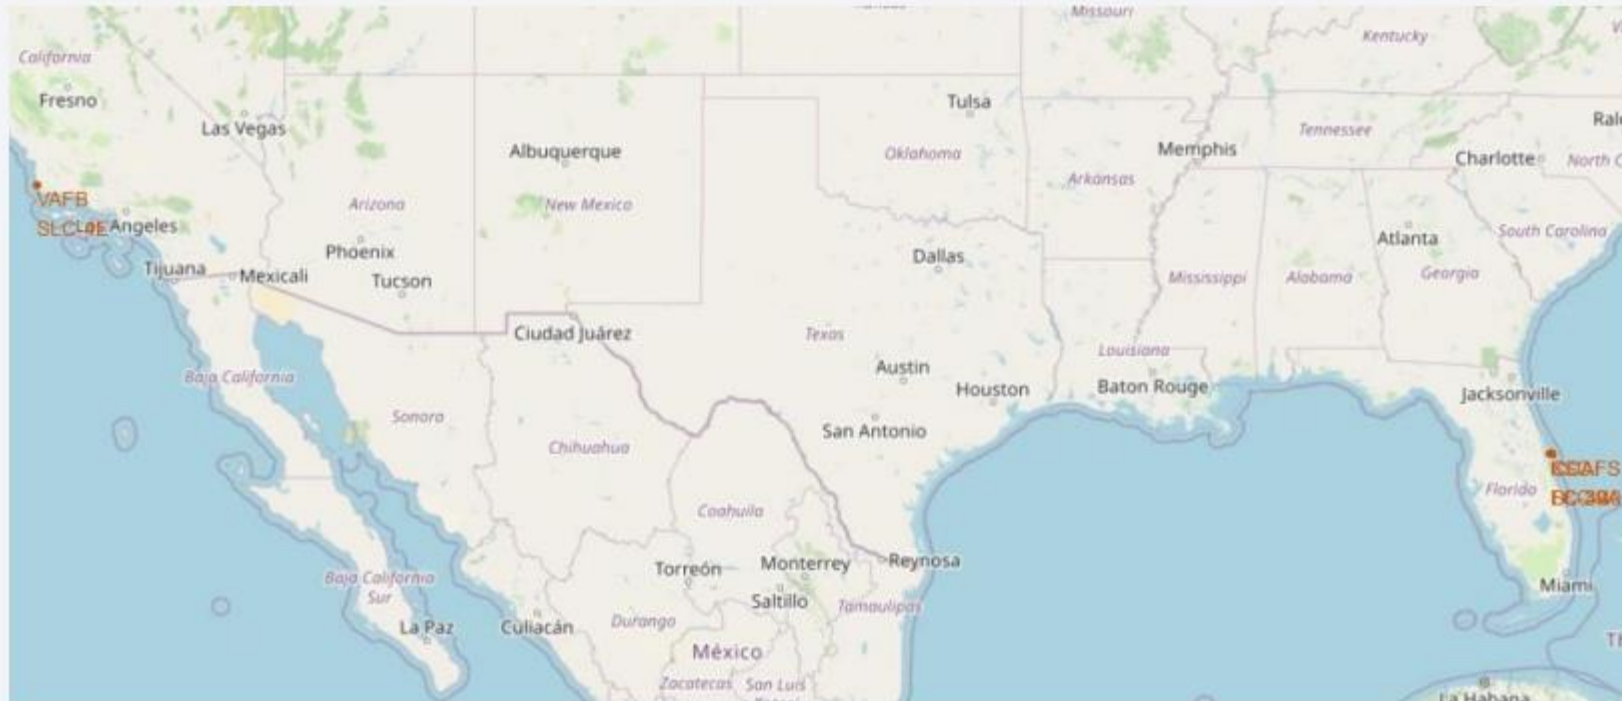 Missouri
Kentucky
California
Fresno
Las Vegas
Tulsa
Albuquerque
Oklahoma
Memphis
Tennessee
Charlotte
North C
Arkansas
VAFB
Arizona
New Mexico
Angeles
Phoenix
Atlanta
South Carolina
Dallas
Tijuana
Mexicali
Tucson
Mississippi
Alabama
Georgia
Ciudad Juárez
Texas
Louisiana
Baja California
Austin
Houston
Baton Rouge
Jacksonville
Sonora
San Antonio
Chihuahua
Florida
Coahuila
Torreón
Monterrey
Reynosa
Baja California
Sur
Saltillo
Tamaulipas
Miami
La Paz
Culiacán
Durango
México
Zacatecas
San Luis
La Habana